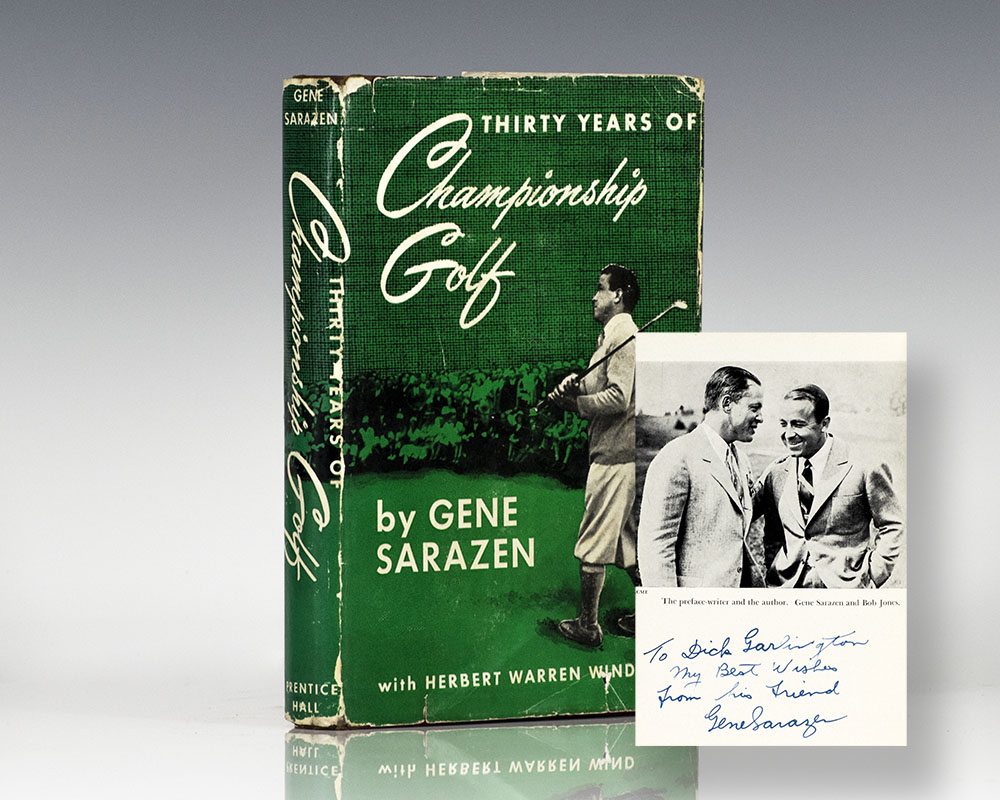 GENE
SARAZEN
THIRTY YEARS OF
Championship
Golf
PRENTICE
HALL
THIRTY YEARS OF
Championship
Golf
by GENE
SARAZEN
with HERBERT WARREN WIND
ACME
The preface-writer and the author. Gene Sarazen and Bob Jones.
To Dick Garlington
My Best Wishes
From his Friend
Gene Sarazen